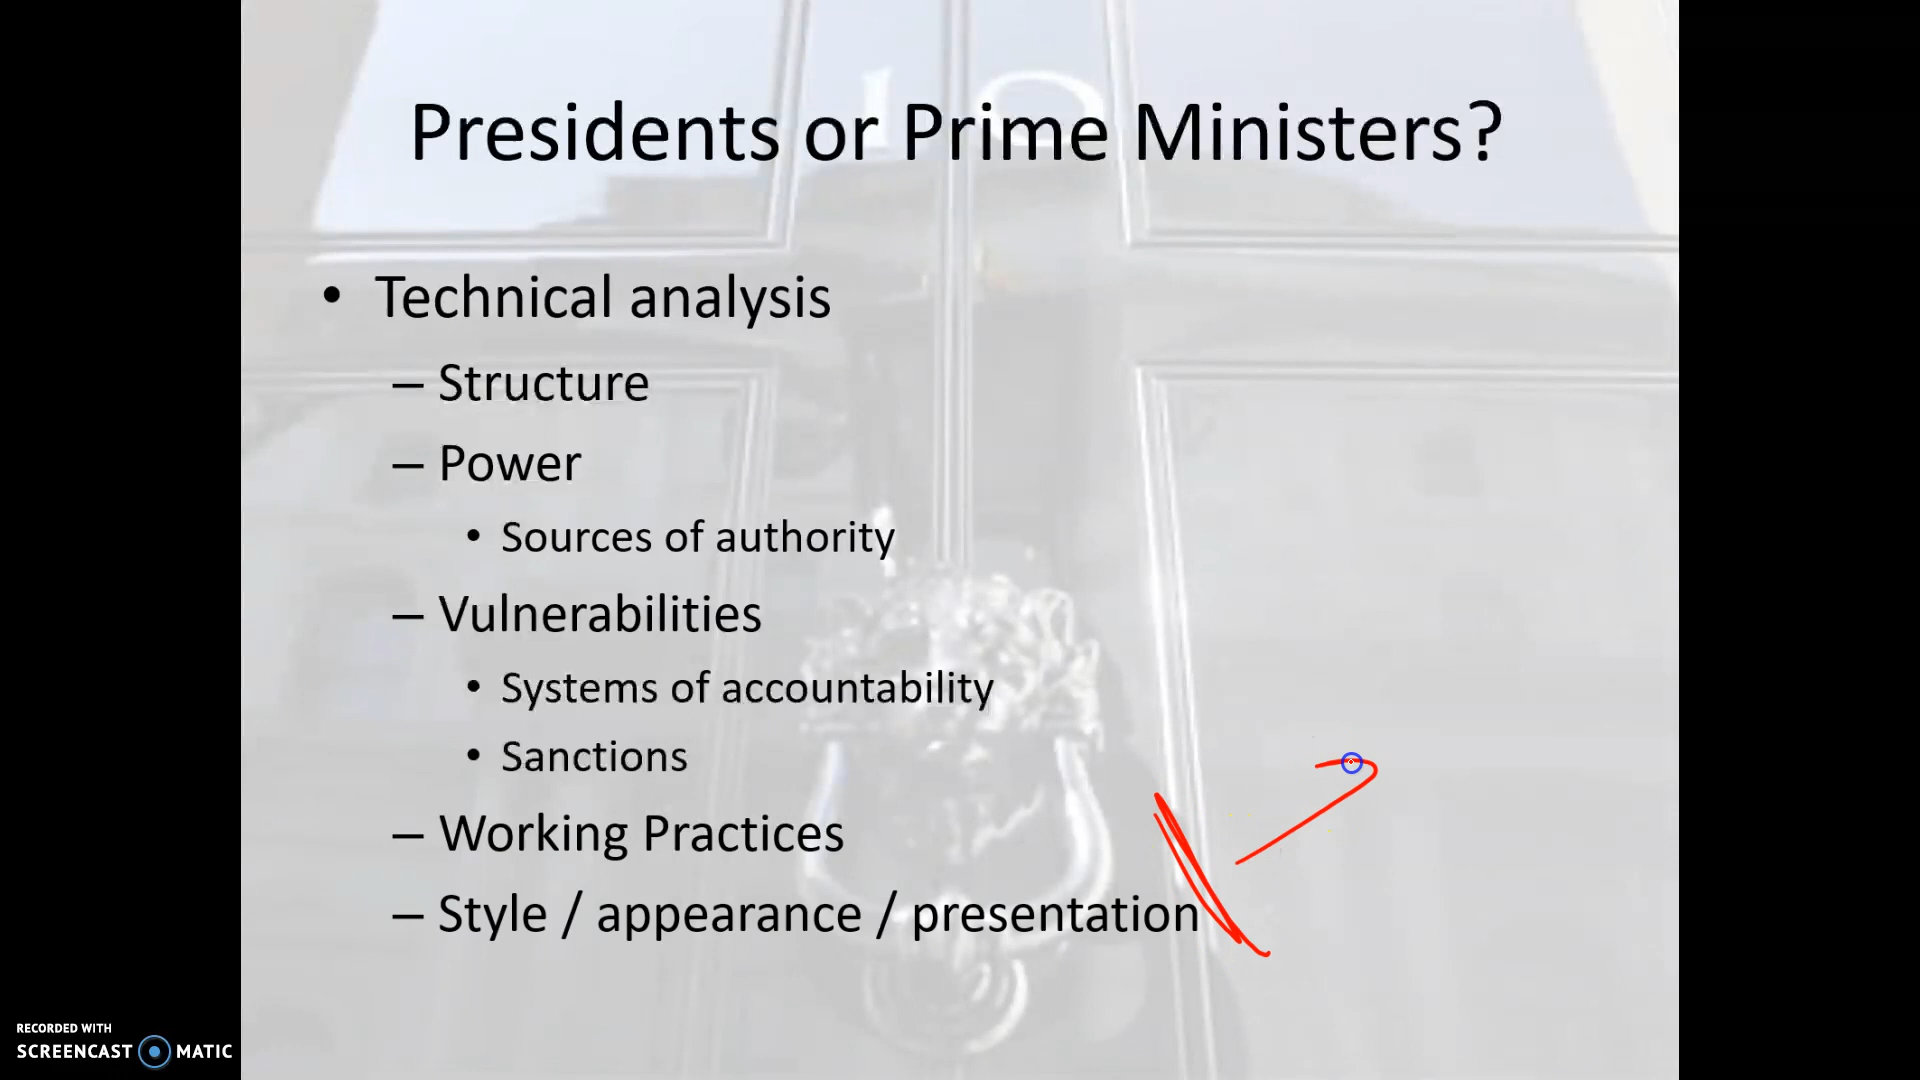 10
Presidents or Prime Ministers?
• Technical analysis
– Structure
– Power
• Sources of authority
– Vulnerabilities
• Systems of accountability
• Sanctions
– Working Practices
– Style / appearance / presentation
RECORDED WITH
SCREENCAST MATIC